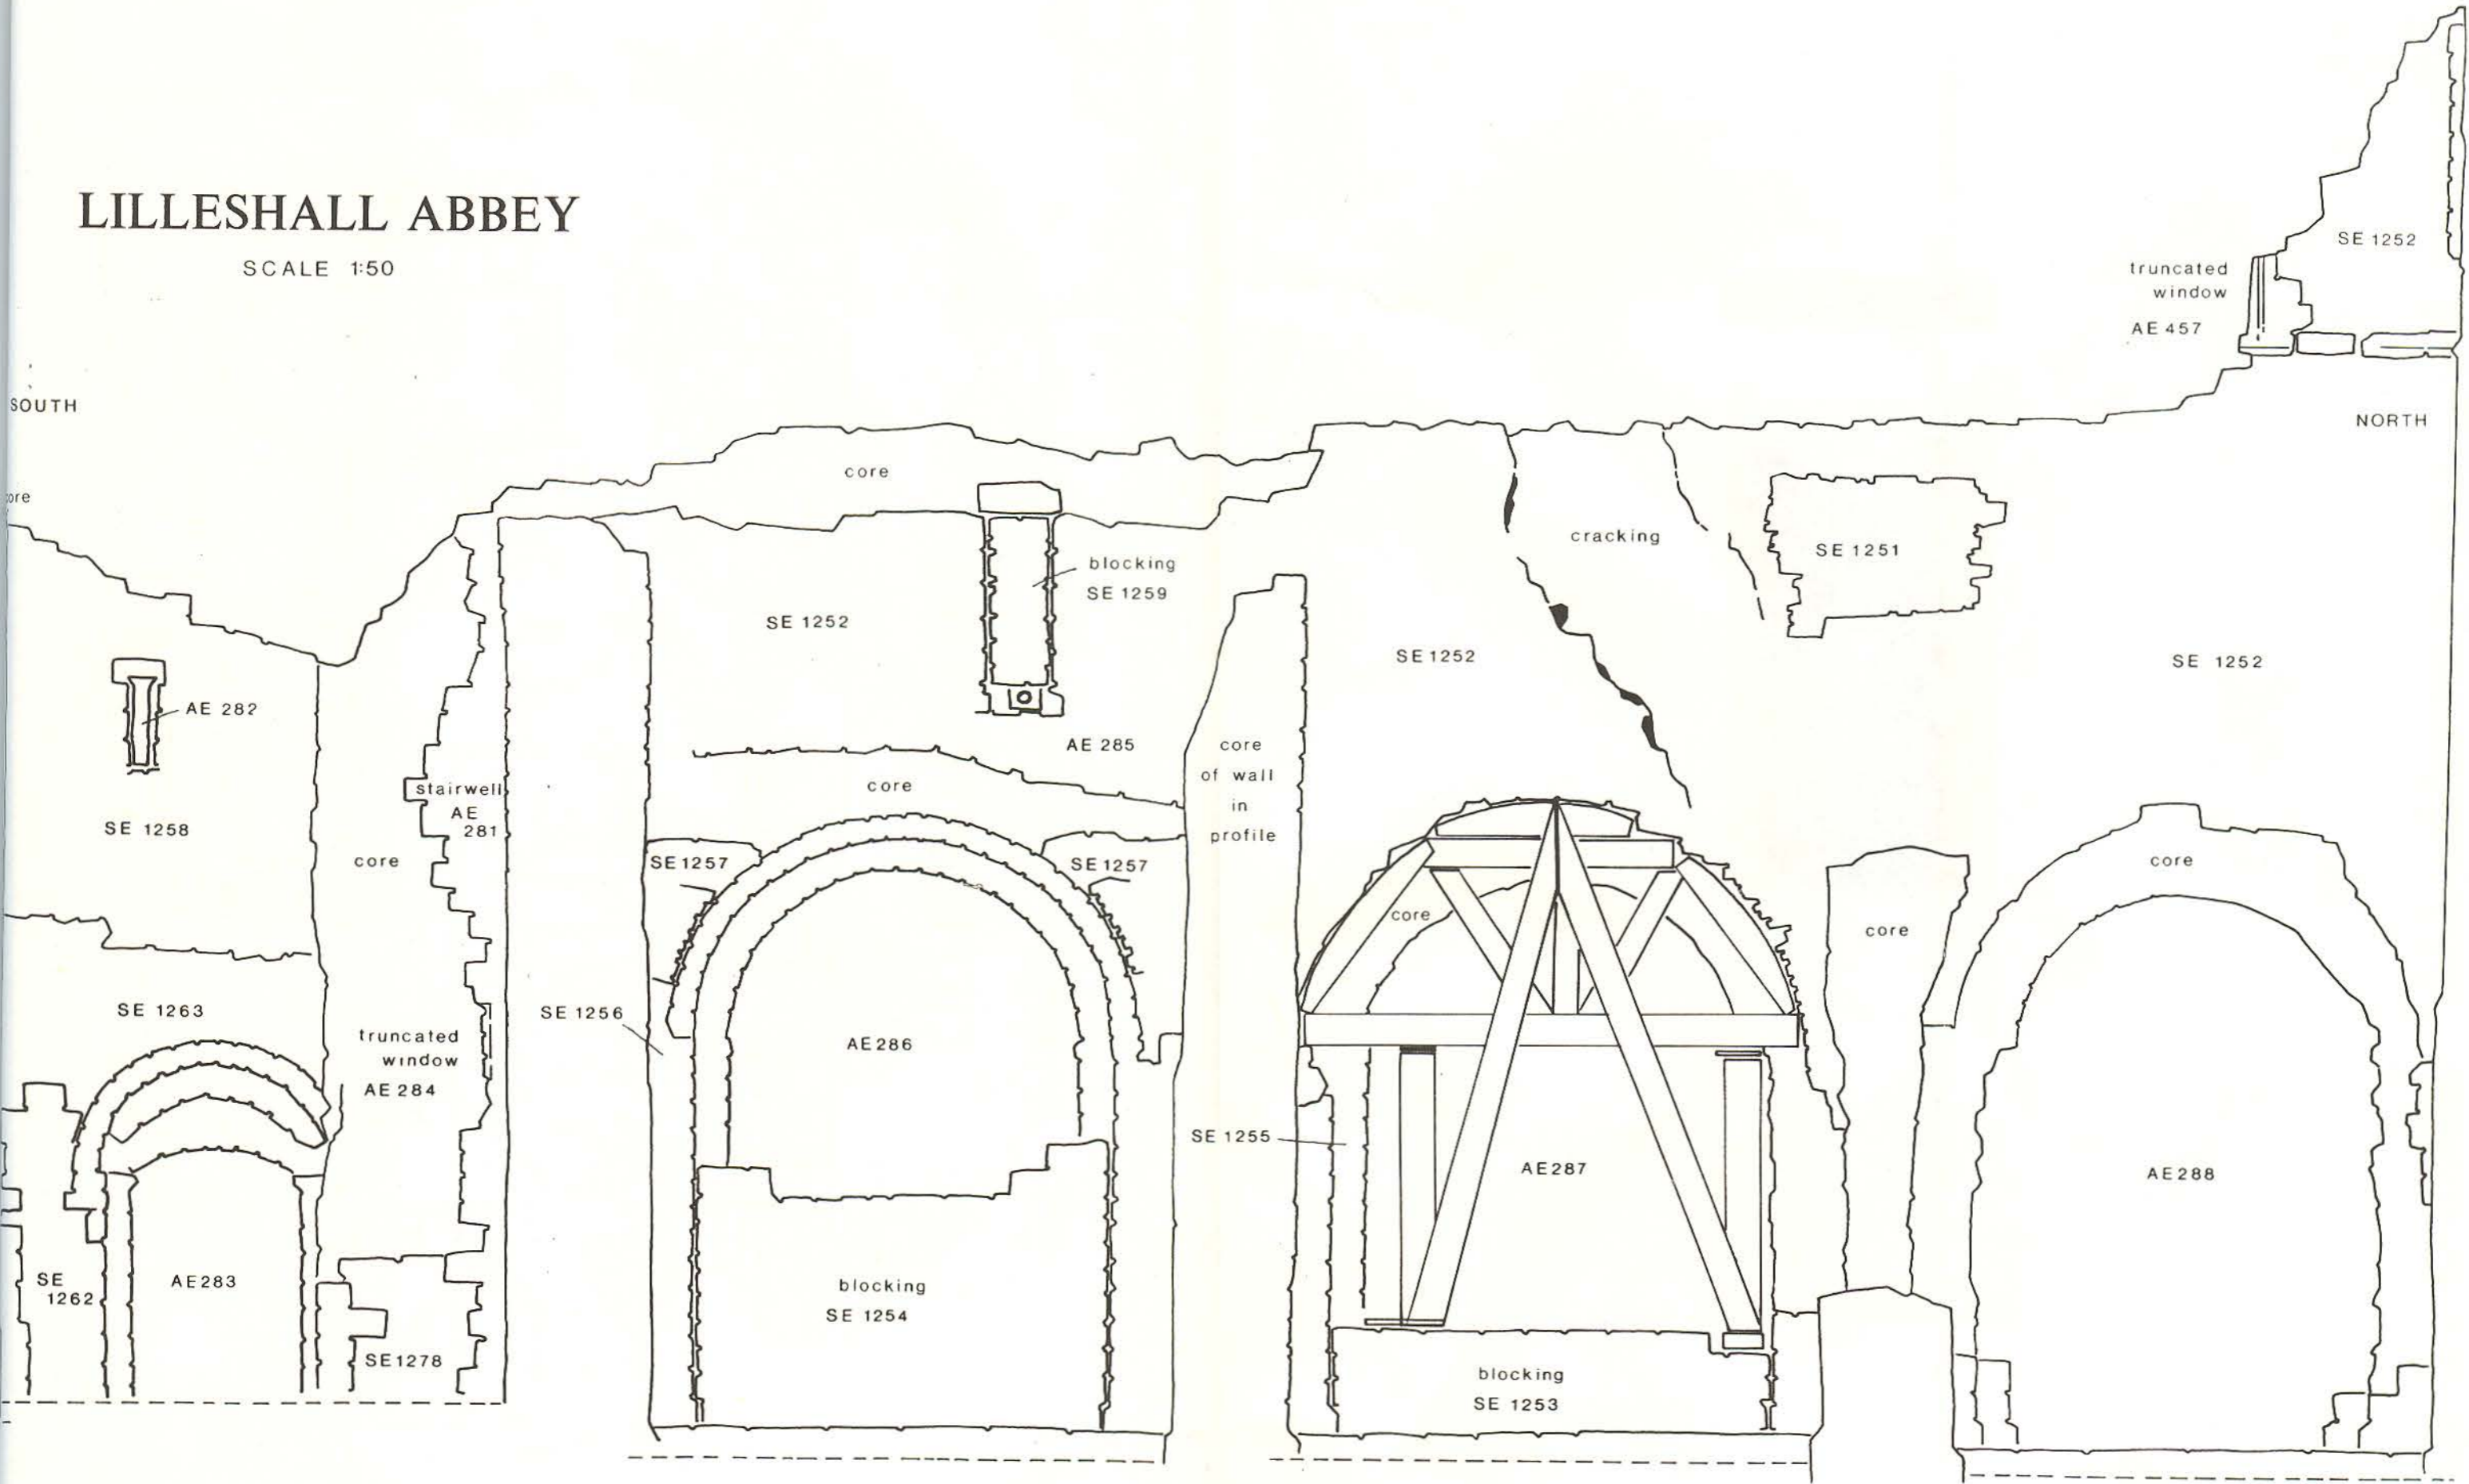 LILLESHALL ABBEY
SCALE 1:50
SOUTH
NORTH
truncated
window
AE 457
SE 1252
core
blocking
SE 1259
SE 1252
cracking
SE 1251
SE 1252
SE 1252
AE 282
SE 1258
stairwell
AE
281
core
AE 285
core
core
of wall
in
profile
SE 1257
SE 1257
core
core
core
SE 1263
truncated
window
AE 284
SE 1256
AE 286
SE 1255
AE 287
AE 288
SE
1262
AE 283
SE 1278
blocking
SE 1254
blocking
SE 1253